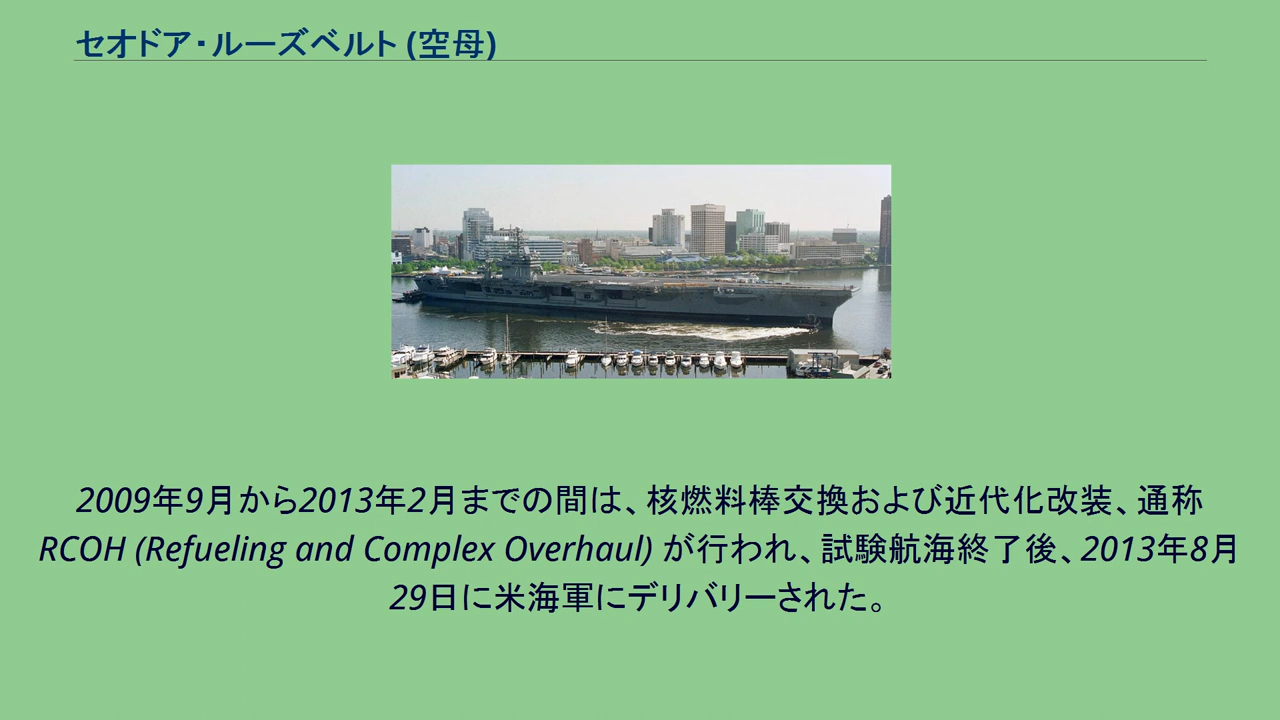 セオドア・ルーズベルト (空母)
2009年9月から2013年2月までの間は、核燃料棒交換および近代化改装、通称
RCOH (Refueling and Complex Overhaul) が行われ、試験航海終了後、2013年8月
29日に米海軍にデリバリーされた。